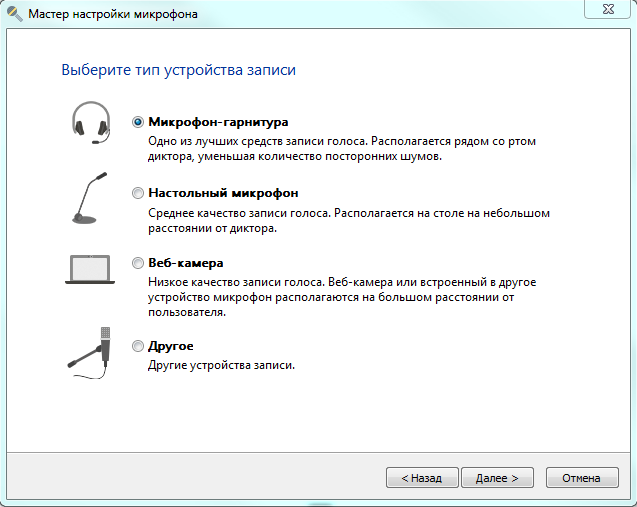 Мастер настройки микрофона
Выберите тип устройства записи
Микрофон-гарнитура
Одно из лучших средств записи голоса. Располагается рядом со ртом
диктора, уменьшая количество посторонних шумов.
Настольный микрофон
Среднее качество записи голоса. Располагается на столе на небольшом
расстоянии от диктора.
Веб-камера
Низкое качество записи голоса. Веб-камера или встроенный в другое
устройство микрофон располагаются на большом расстоянии от
пользователя.
Другое
Другие устройства записи.
< Назад Далее > Отмена